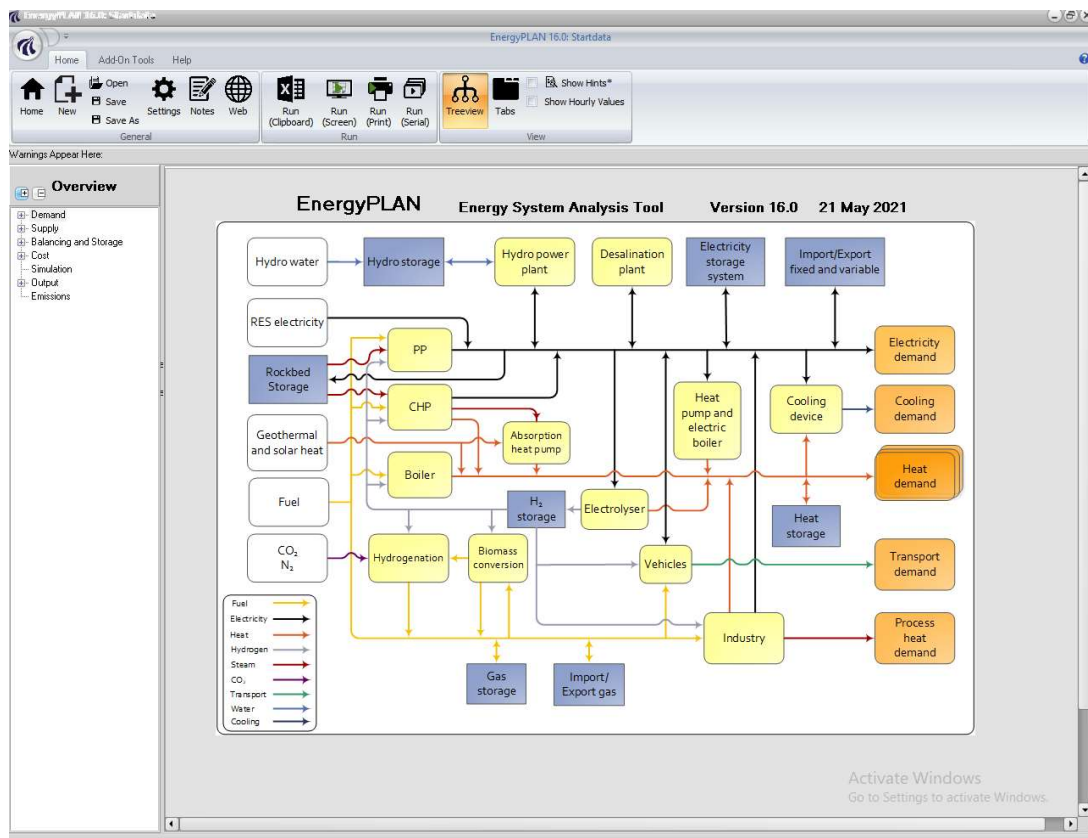 EnergyPLAN 16.0: Startdata
EnergyPLAN 16.0: Startdata
Home Add-On Tools Help
Home
New
Open
Save
Save As
Settings
Notes
Web
General
Run (Clipboard)
Run (Screen)
Run (Print)
Run (Serial)
Run
Treeview
Tabs
Show Hints*
Show Hourly Values
View
Warnings Appear Here:
Overview
Demand
Supply
Balancing and Storage
Cost
Simulation
Output
Emissions
EnergyPLAN Energy System Analysis Tool Version 16.0 21 May 2021
Hydro water
Hydro storage
Hydro power
plant
Desalination
plant
Electricity
storage
system
Import/Export
fixed and variable
RES electricity
PP
Electricity
demand
Rockbed
Storage
CHP
Heat
pump and
electric
boiler
Cooling
device
Cooling
demand
Geothermal
and solar heat
Absorption
heat pump
Boiler
Heat
demand
Fuel
H₂
storage
Electrolyser
Heat
storage
CO₂
N₂
Hydrogenation
Biomass
conversion
Vehicles
Transport
demand
Industry
Process
heat
demand
Gas
storage
Import/
Export gas
Fuel
Electricity
Heat
Hydrogen
Steam
CO₂
Transport
Water
Cooling
Activate Windows
Go to Settings to activate Windows.